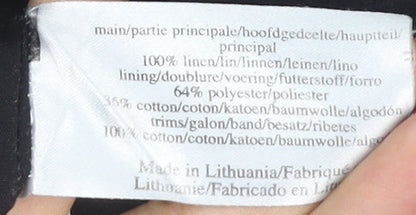 main/partie principale/hoofdgedeelte/hauptteil/
principal
100% linen/lin/linnen/leinen/lino
lining/doublure/voering/futterstoff/forro
64% polyester/poliester
36% cotton/coton/katoen/baumwolle/algodón
trims/galon/band/besatz/ribetes
100% cotton/coton/katoen/baumwolle/algo
Made in Lithuania/Fabriqué
Lithuanie/Fabricado en Lit